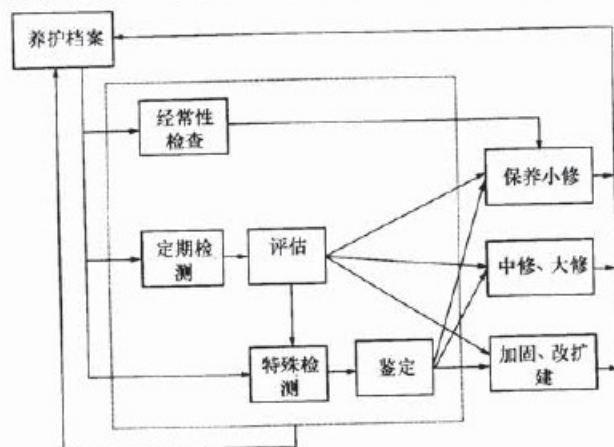 养护档案
经常性
检查
保养小修
定期检
测
评估
中修、大修
特殊检
测
鉴定
加固、改扩
建